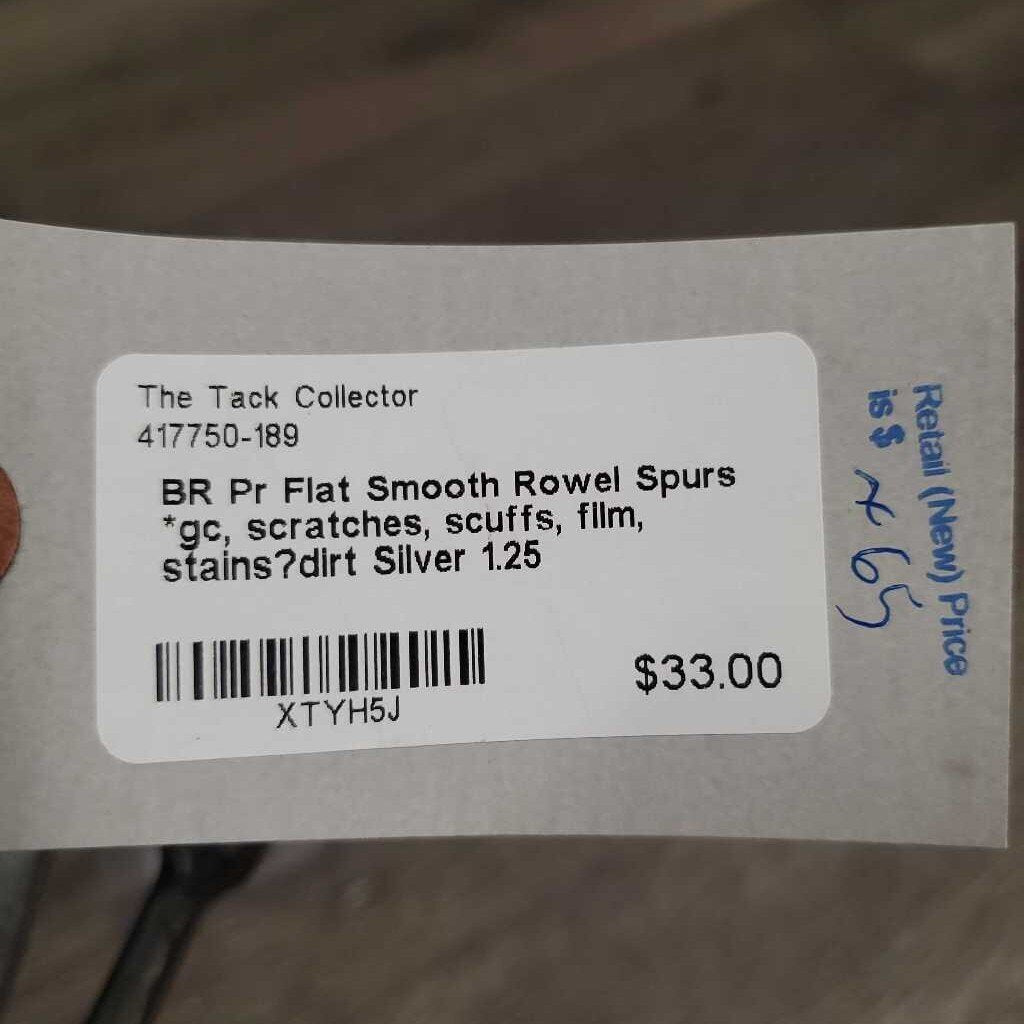 The Tack Collector
417750-189
BR Pr Flat Smooth Rowel Spurs
*gc, scratches, scuffs, film,
stains?dirt Silver 1.25
XTYH5J
$33.00
Retail (New) Price
is $ ~ 65